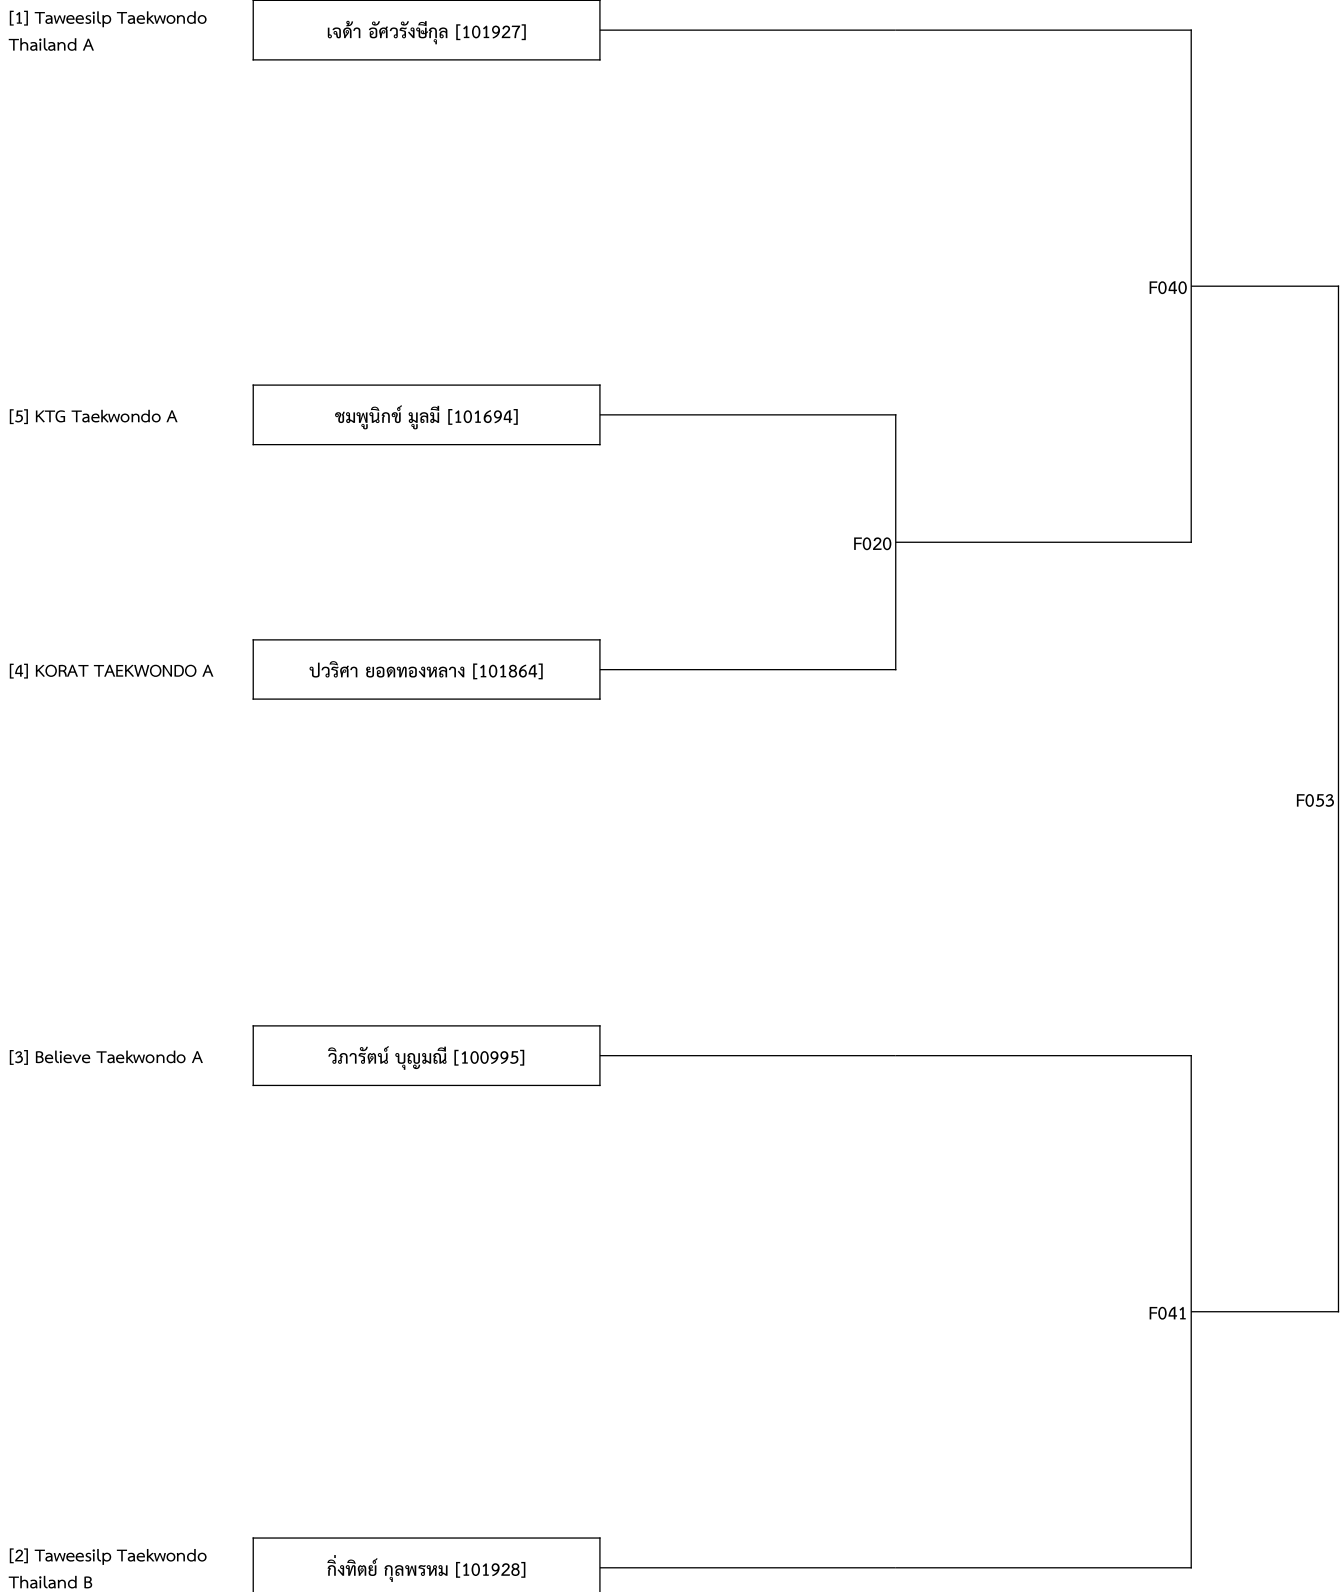 [1] Taweesilp Taekwondo
Thailand A
เจด้า อัศวรังษีกุล [101927]
F040
[5] KTG Taekwondo A
ชมพูนิกข์ มูลมี [101694]
F020
[4] KORAT TAEKWONDO A
ปวริศา ยอดทองหลาง [101864]
F053
[3] Believe Taekwondo A
วิภารัตน์ บุญมณี [100995]
F041
[2] Taweesilp Taekwondo
Thailand B
กิ่งทิตย์ กุลพรหม [101928]